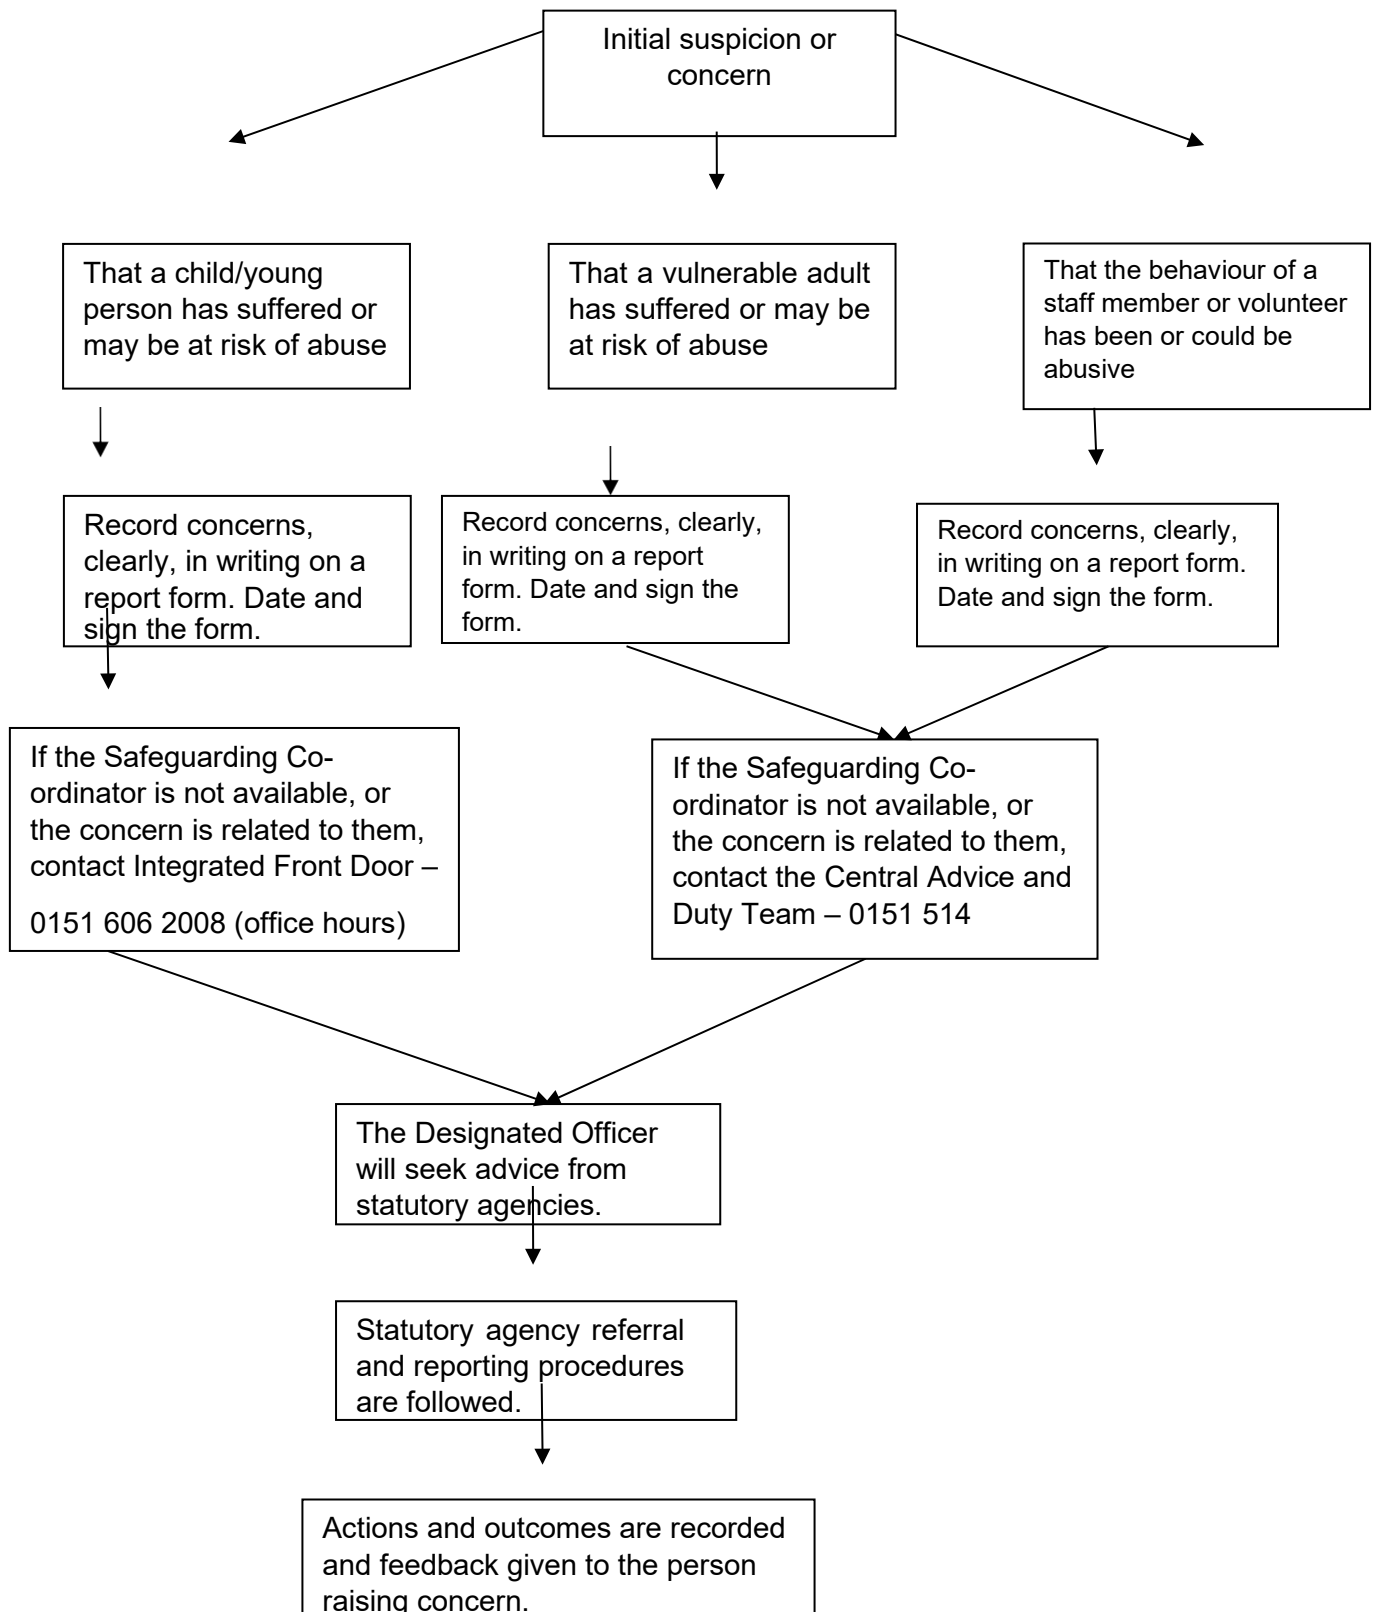 Initial suspicion or
concern
That a child/young
person has suffered or
may be at risk of abuse
That a vulnerable adult
has suffered or may be
at risk of abuse
That the behaviour of a
staff member or volunteer
has been or could be
abusive
Record concerns,
clearly, in writing on a
report form. Date and
sign the form.
Record concerns, clearly,
in writing on a report
form. Date and sign the
form.
Record concerns, clearly,
in writing on a report form.
Date and sign the form.
If the Safeguarding Co-
ordinator is not available, or
the concern is related to them,
contact Integrated Front Door –
0151 606 2008 (office hours)
If the Safeguarding Co-
ordinator is not available, or
the concern is related to them,
contact the Central Advice and
Duty Team – 0151 514
The Designated Officer
will seek advice from
statutory agencies.
Statutory agency referral
and reporting procedures
are followed.
Actions and outcomes are recorded
and feedback given to the person
raising concern.